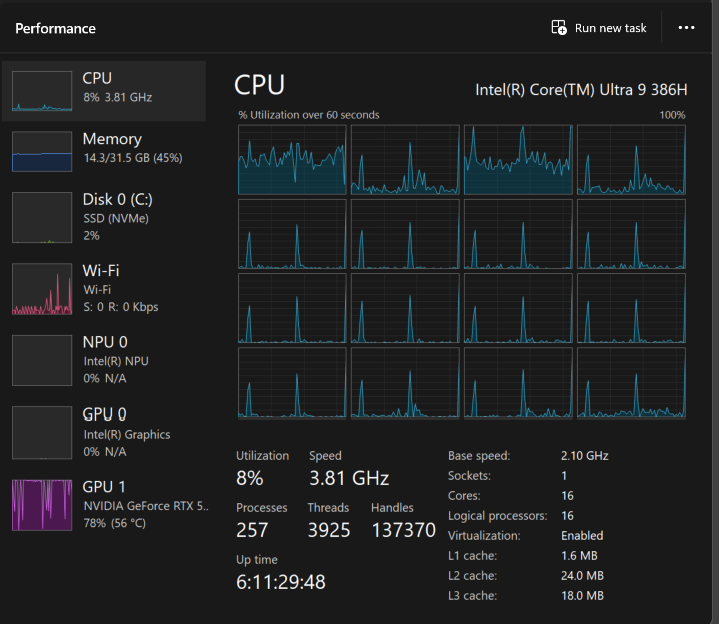 Performance
Run new task
CPU
8% 3.81 GHz
Memory
14.3/31.5 GB (45%)
Disk 0 (C:)
SSD (NVMe)
2%
Wi-Fi
Wi-Fi
S: 0 R: 0 Kbps
NPU 0
Intel(R) NPU
0% N/A
GPU 0
Intel(R) Graphics
0% N/A
GPU 1
NVIDIA GeForce RTX 5..
78% (56 °C)
CPU
Intel(R) Core(TM) Ultra 9 386H
% Utilization over 60 seconds
100%
Utilization Speed
8% 3.81 GHz
Processes Threads Handles
257 3925 137370
Up time
6:11:29:48
Base speed: 2.10 GHz
Sockets: 1
Cores: 16
Logical processors: 16
Virtualization: Enabled
L1 cache: 1.6 MB
L2 cache: 24.0 MB
L3 cache: 18.0 MB